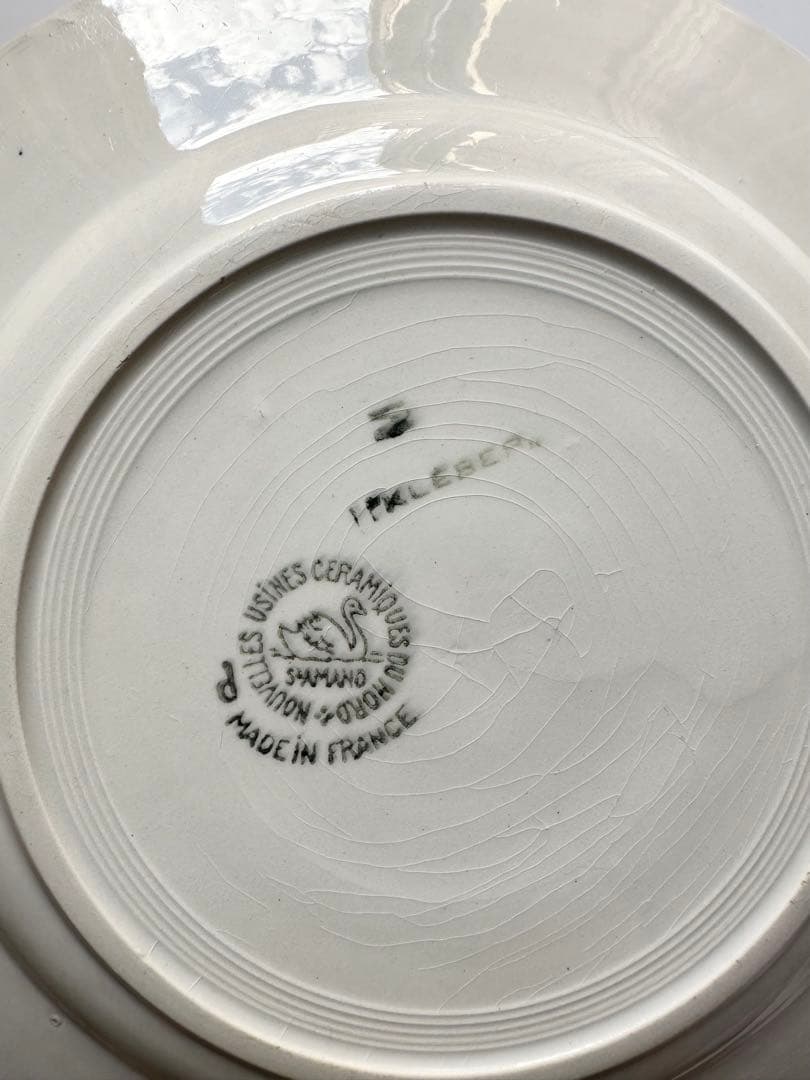 KLEBER
NOUVELLES USINES CERAMIQUES DU NORD
St AMAND
MADE IN FRANCE